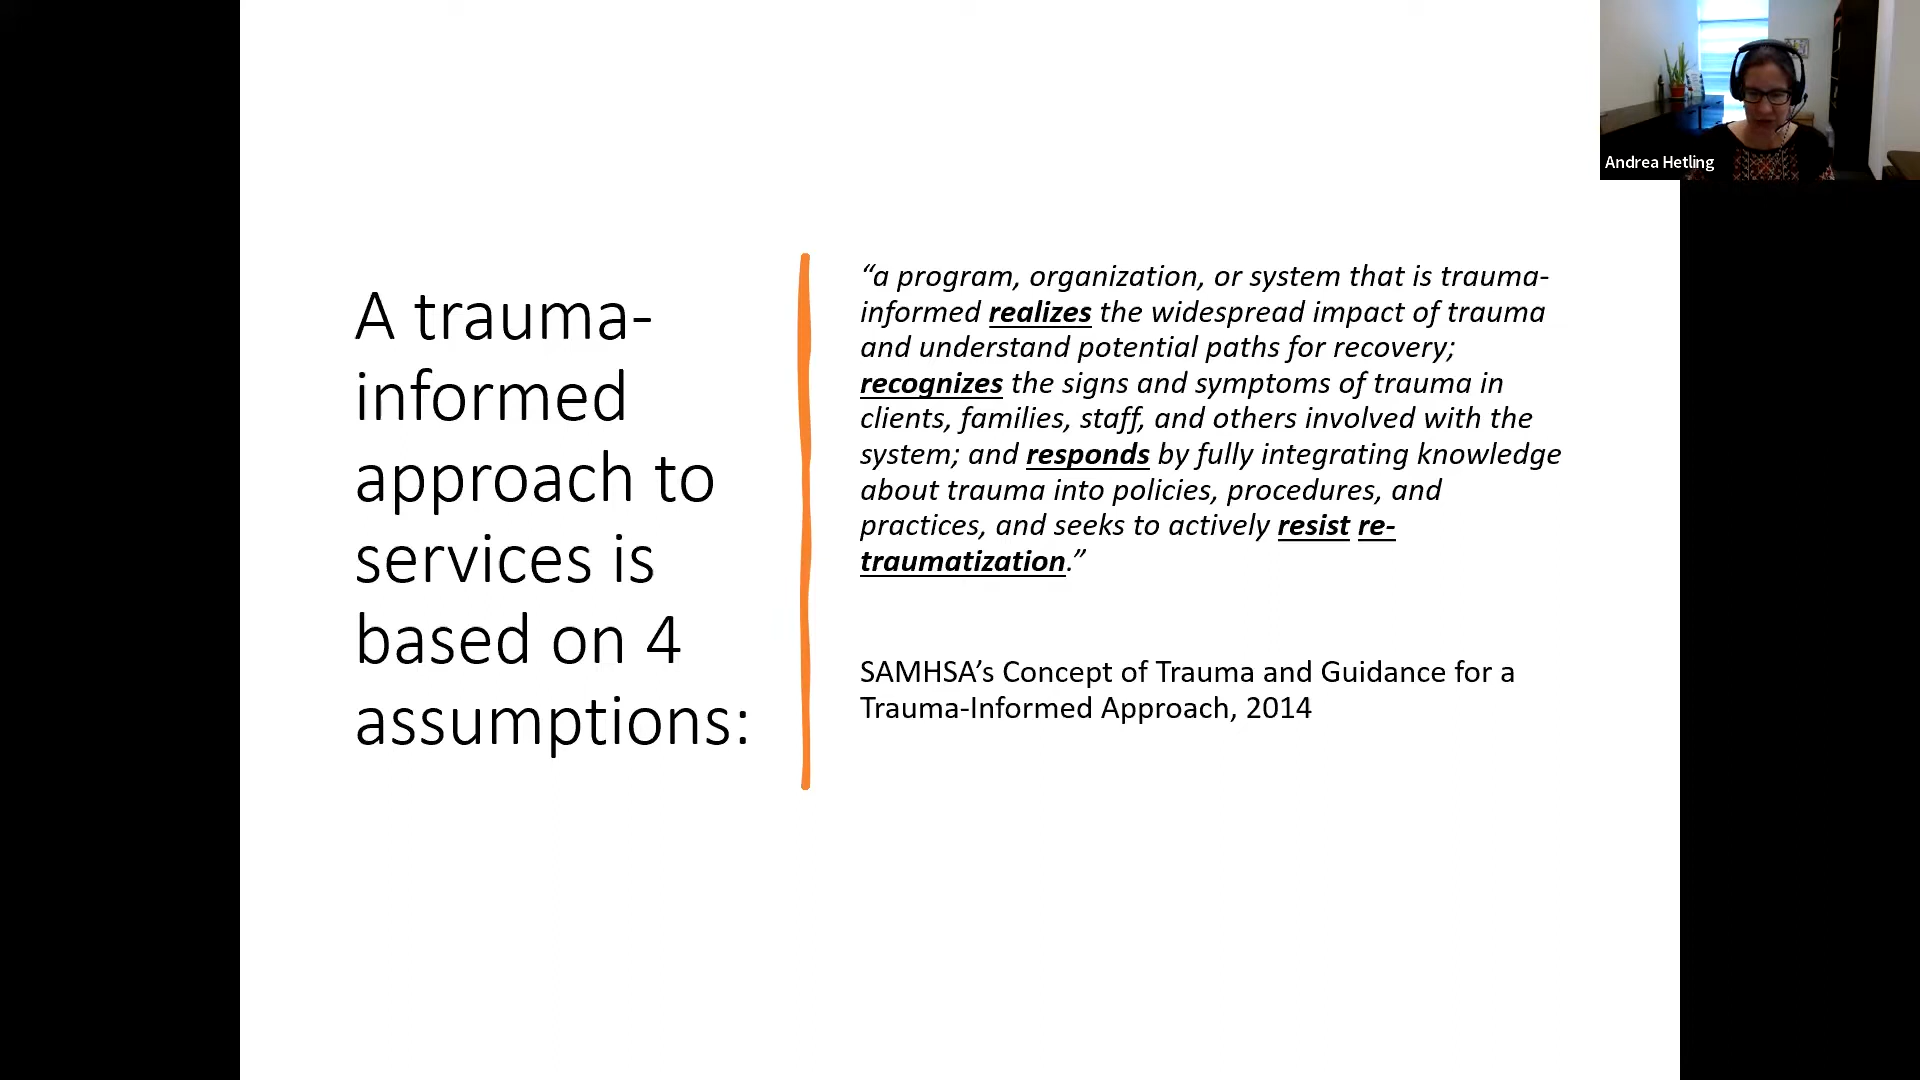 A trauma-
informed
approach to
services is
based on 4
assumptions:
“a program, organization, or system that is trauma-
informed realizes the widespread impact of trauma
and understand potential paths for recovery;
recognizes the signs and symptoms of trauma in
clients, families, staff, and others involved with the
system; and responds by fully integrating knowledge
about trauma into policies, procedures, and
practices, and seeks to actively resist re-
traumatization.”
SAMHSA’s Concept of Trauma and Guidance for a
Trauma-Informed Approach, 2014
Andrea Hetling